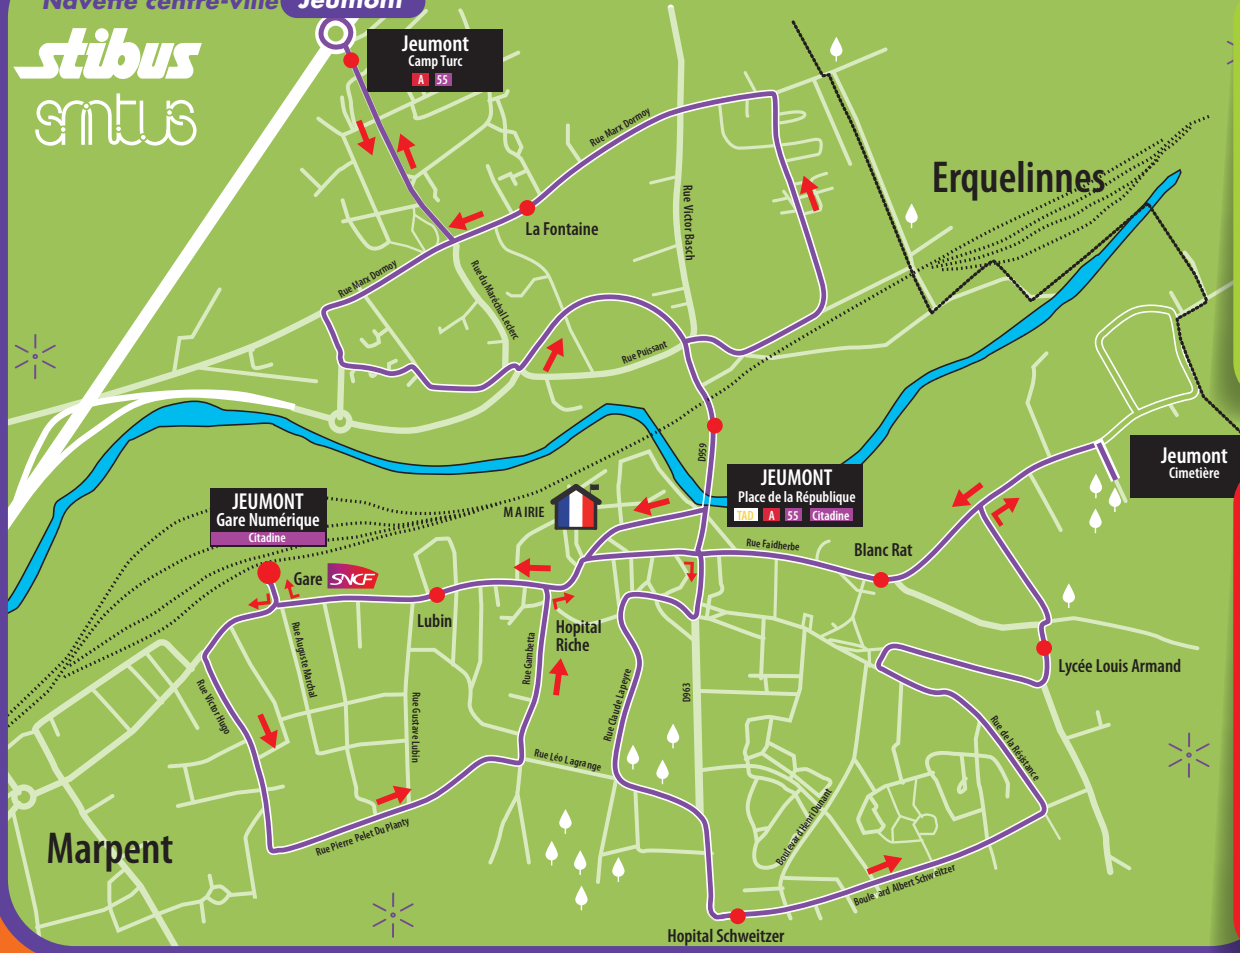 Navette centre-ville Jeumont
stibus
smtus
Jeumont
Camp Turc
A 55
Rue Marx Dormoy
Erquelinnes
La Fontaine
Rue Victor Basch
Rue Marx Dormoy
Rue du Maréchal Leclerc
Rue Puissant
D959
Jeumont
Cimetière
JEUMONT
Place de la République
TAD A 55 Citadine
JEUMONT
Gare Numérique
Citadine
MAIRIE
Rue Faidherbe
Blanc Rat
Gare SNCF
Lubin
Hopital
Riche
Rue Auguste Marchal
Rue Gambetta
Rue Claude Lapeyre
D963
Lycée Louis Armand
Rue Victor Hugo
Rue Gustave Lubin
Rue Léo Lagrange
Rue de la Résistance
Boulevard Henri Dunant
Marpent
Rue Pierre Pelet Du Planty
Boulevard Albert Schweitzer
Hopital Schweitzer